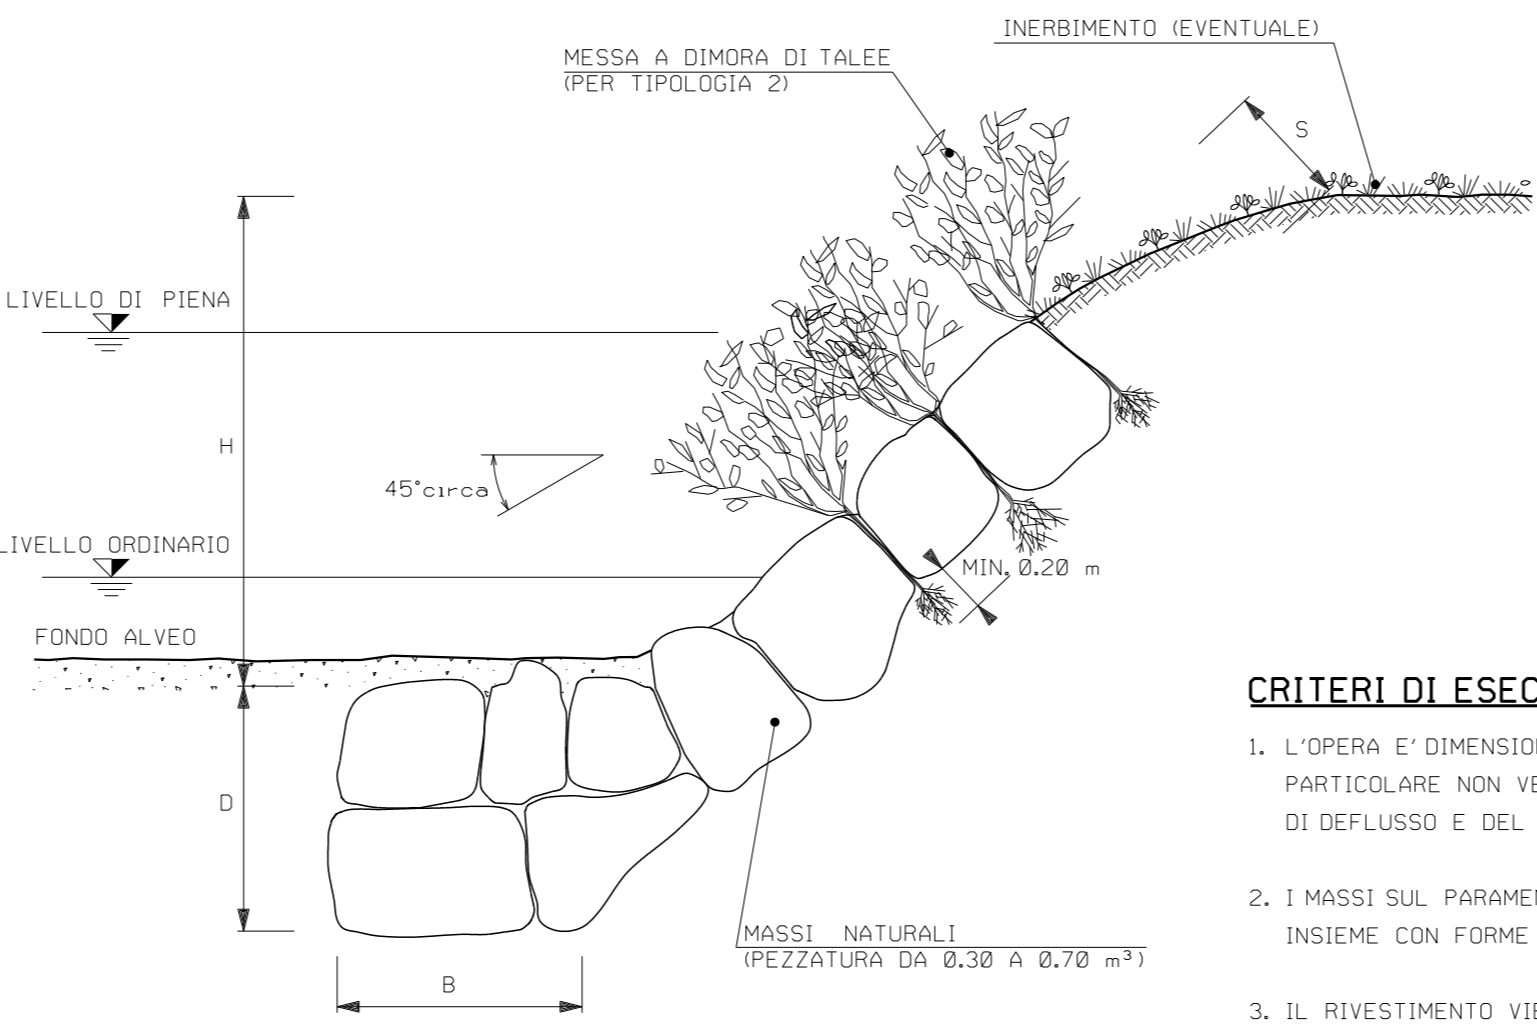 INERBIMENTO (EVENTUALE)
MESSA A DIMORA DI TALEE
(PER TIPOLOGIA 2)
S
LIVELLO DI PIENA
H
45°circa
LIVELLO ORDINARIO
MIN. 0.20 m
FONDO ALVEO
D
MASSI NATURALI
(PEZZATURA DA 0.30 A 0.70 m³)
B
CRITERI DI ESEC
1. L'OPERA E' DIMENSIO
PARTICOLARE NON VE
DI DEFLUSSO E DEL
2. I MASSI SUL PARAME
INSIEME CON FORME
3. IL RIVESTIMENTO VIE